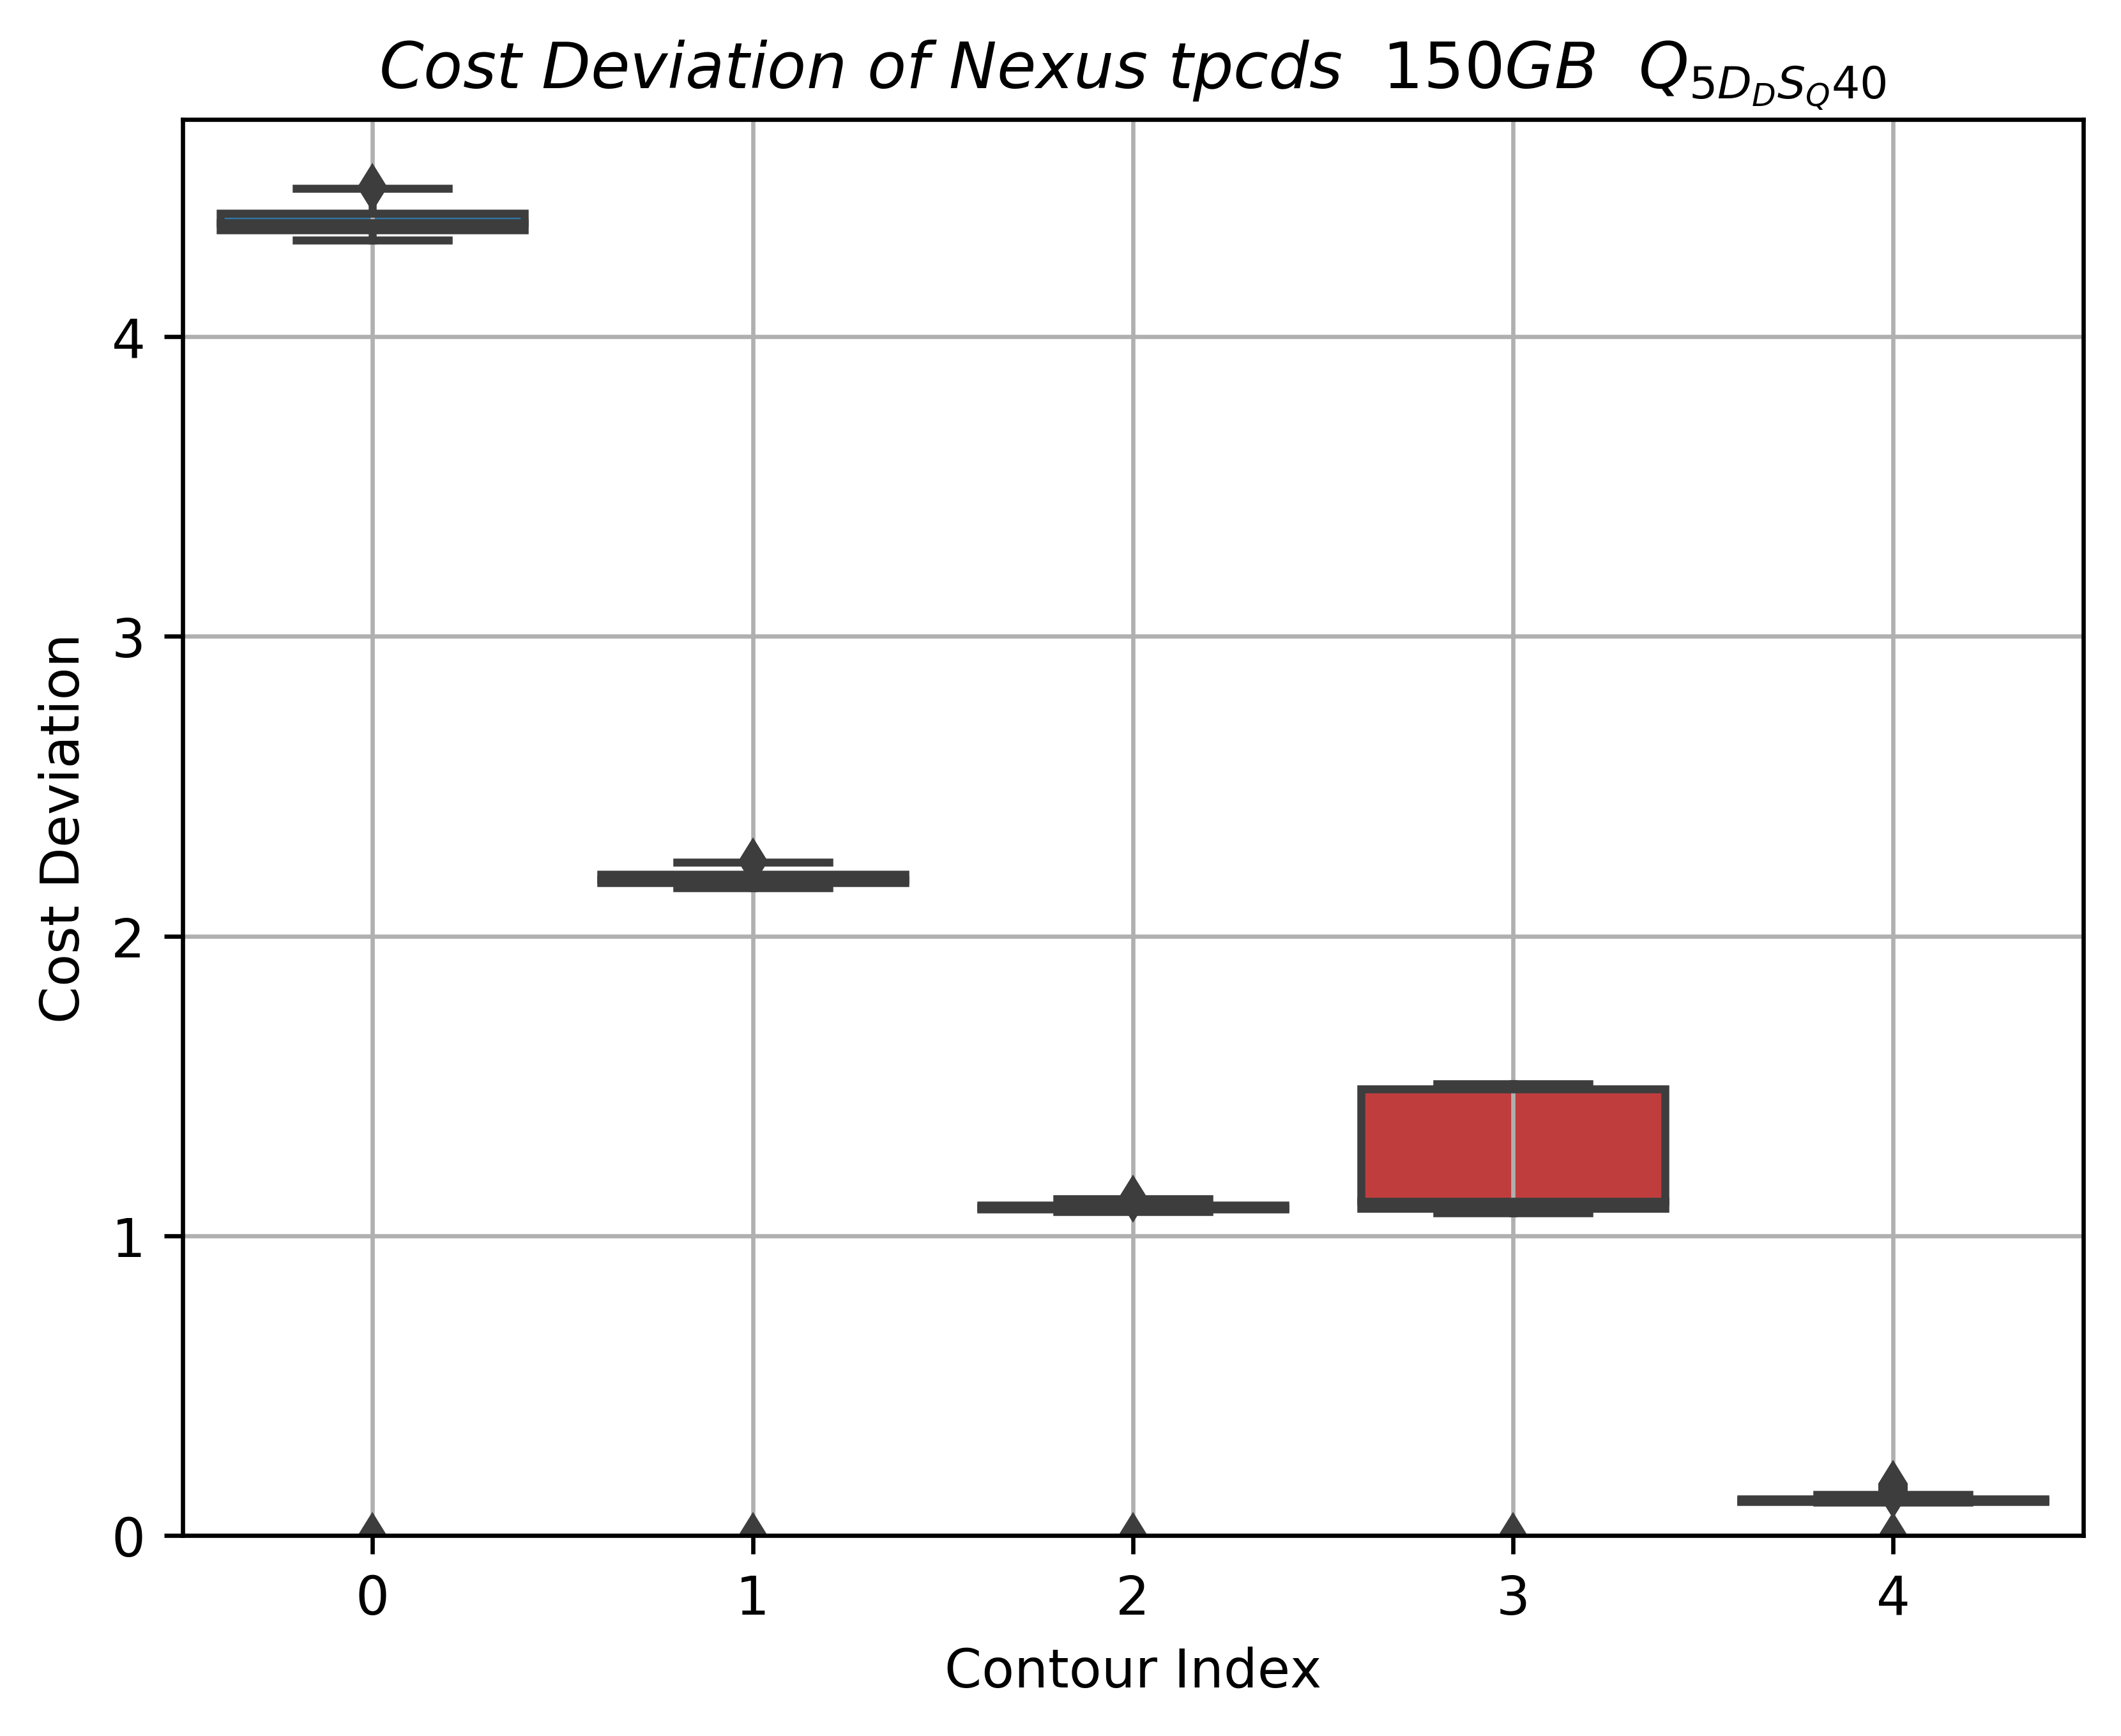 Cost Deviation of Nexus tpcds 150GB Q5DDSQ40
Cost Deviation
4
3
2
1
0
0 1 2 3 4
Contour Index